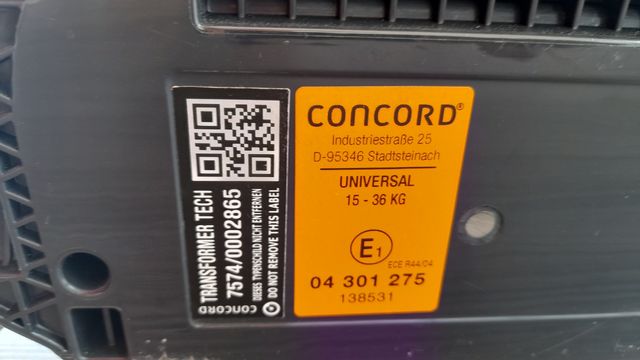 TRANSFORMER TECH
7574/0002865
DIESES TYPENSCHILD NICHT ENTFERNEN
DO NOT REMOVE THIS LABEL
CONCORD
CONCORD®
Industriestraße 25
D-95346 Stadtsteinach
UNIVERSAL
15 - 36 KG
E1
ECE R44/04
04 301 275
138531